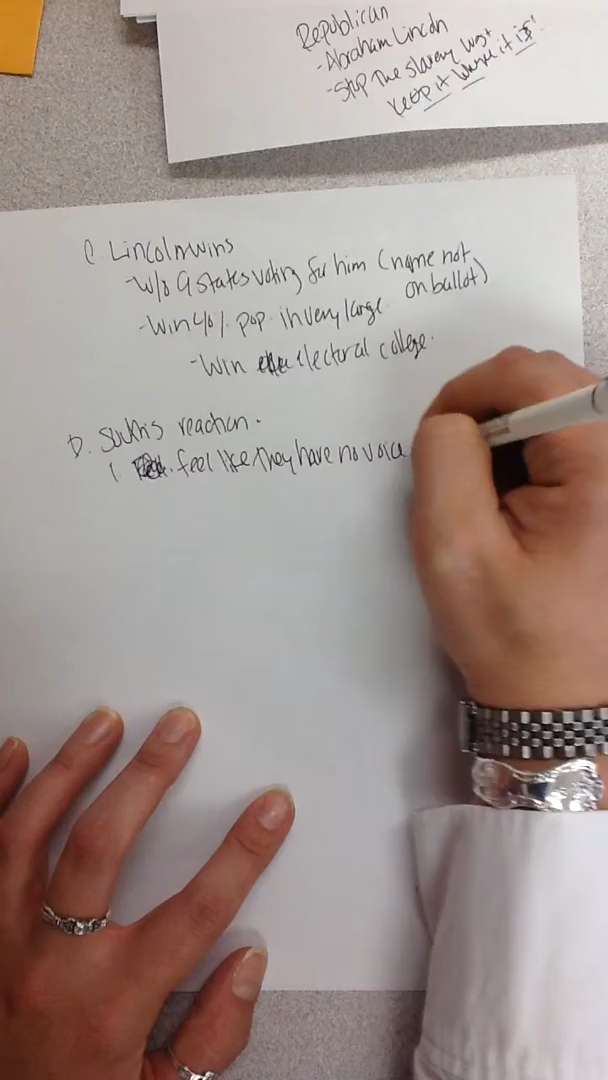 Republican
-Abraham Lincoln
-Stop the slavery west
keep it where it is!
C. Lincoln wins
-W/o 9 states voting for him (name not
on ballot)
-Win 40% pop. in very large.
-Win electoral college.
D. South's reaction.
1. feel like they have no voice